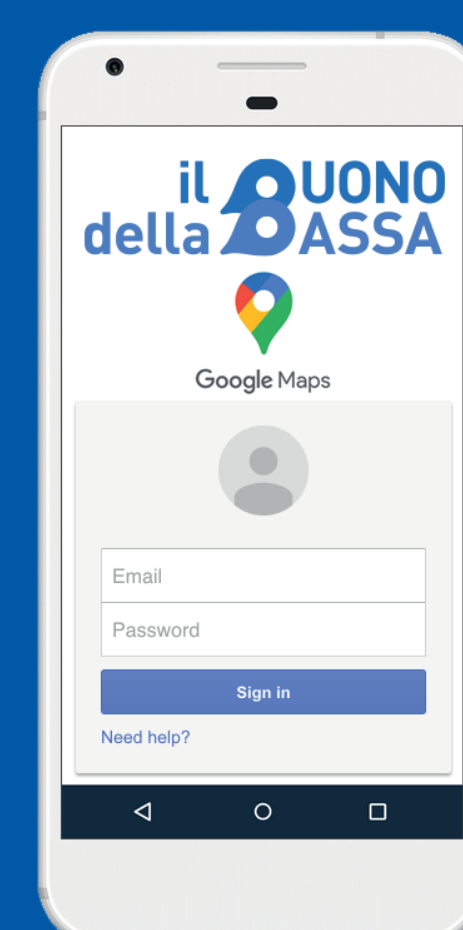 il BUONO
della BASSA
Google Maps
Email
Password
Sign in
Need help?